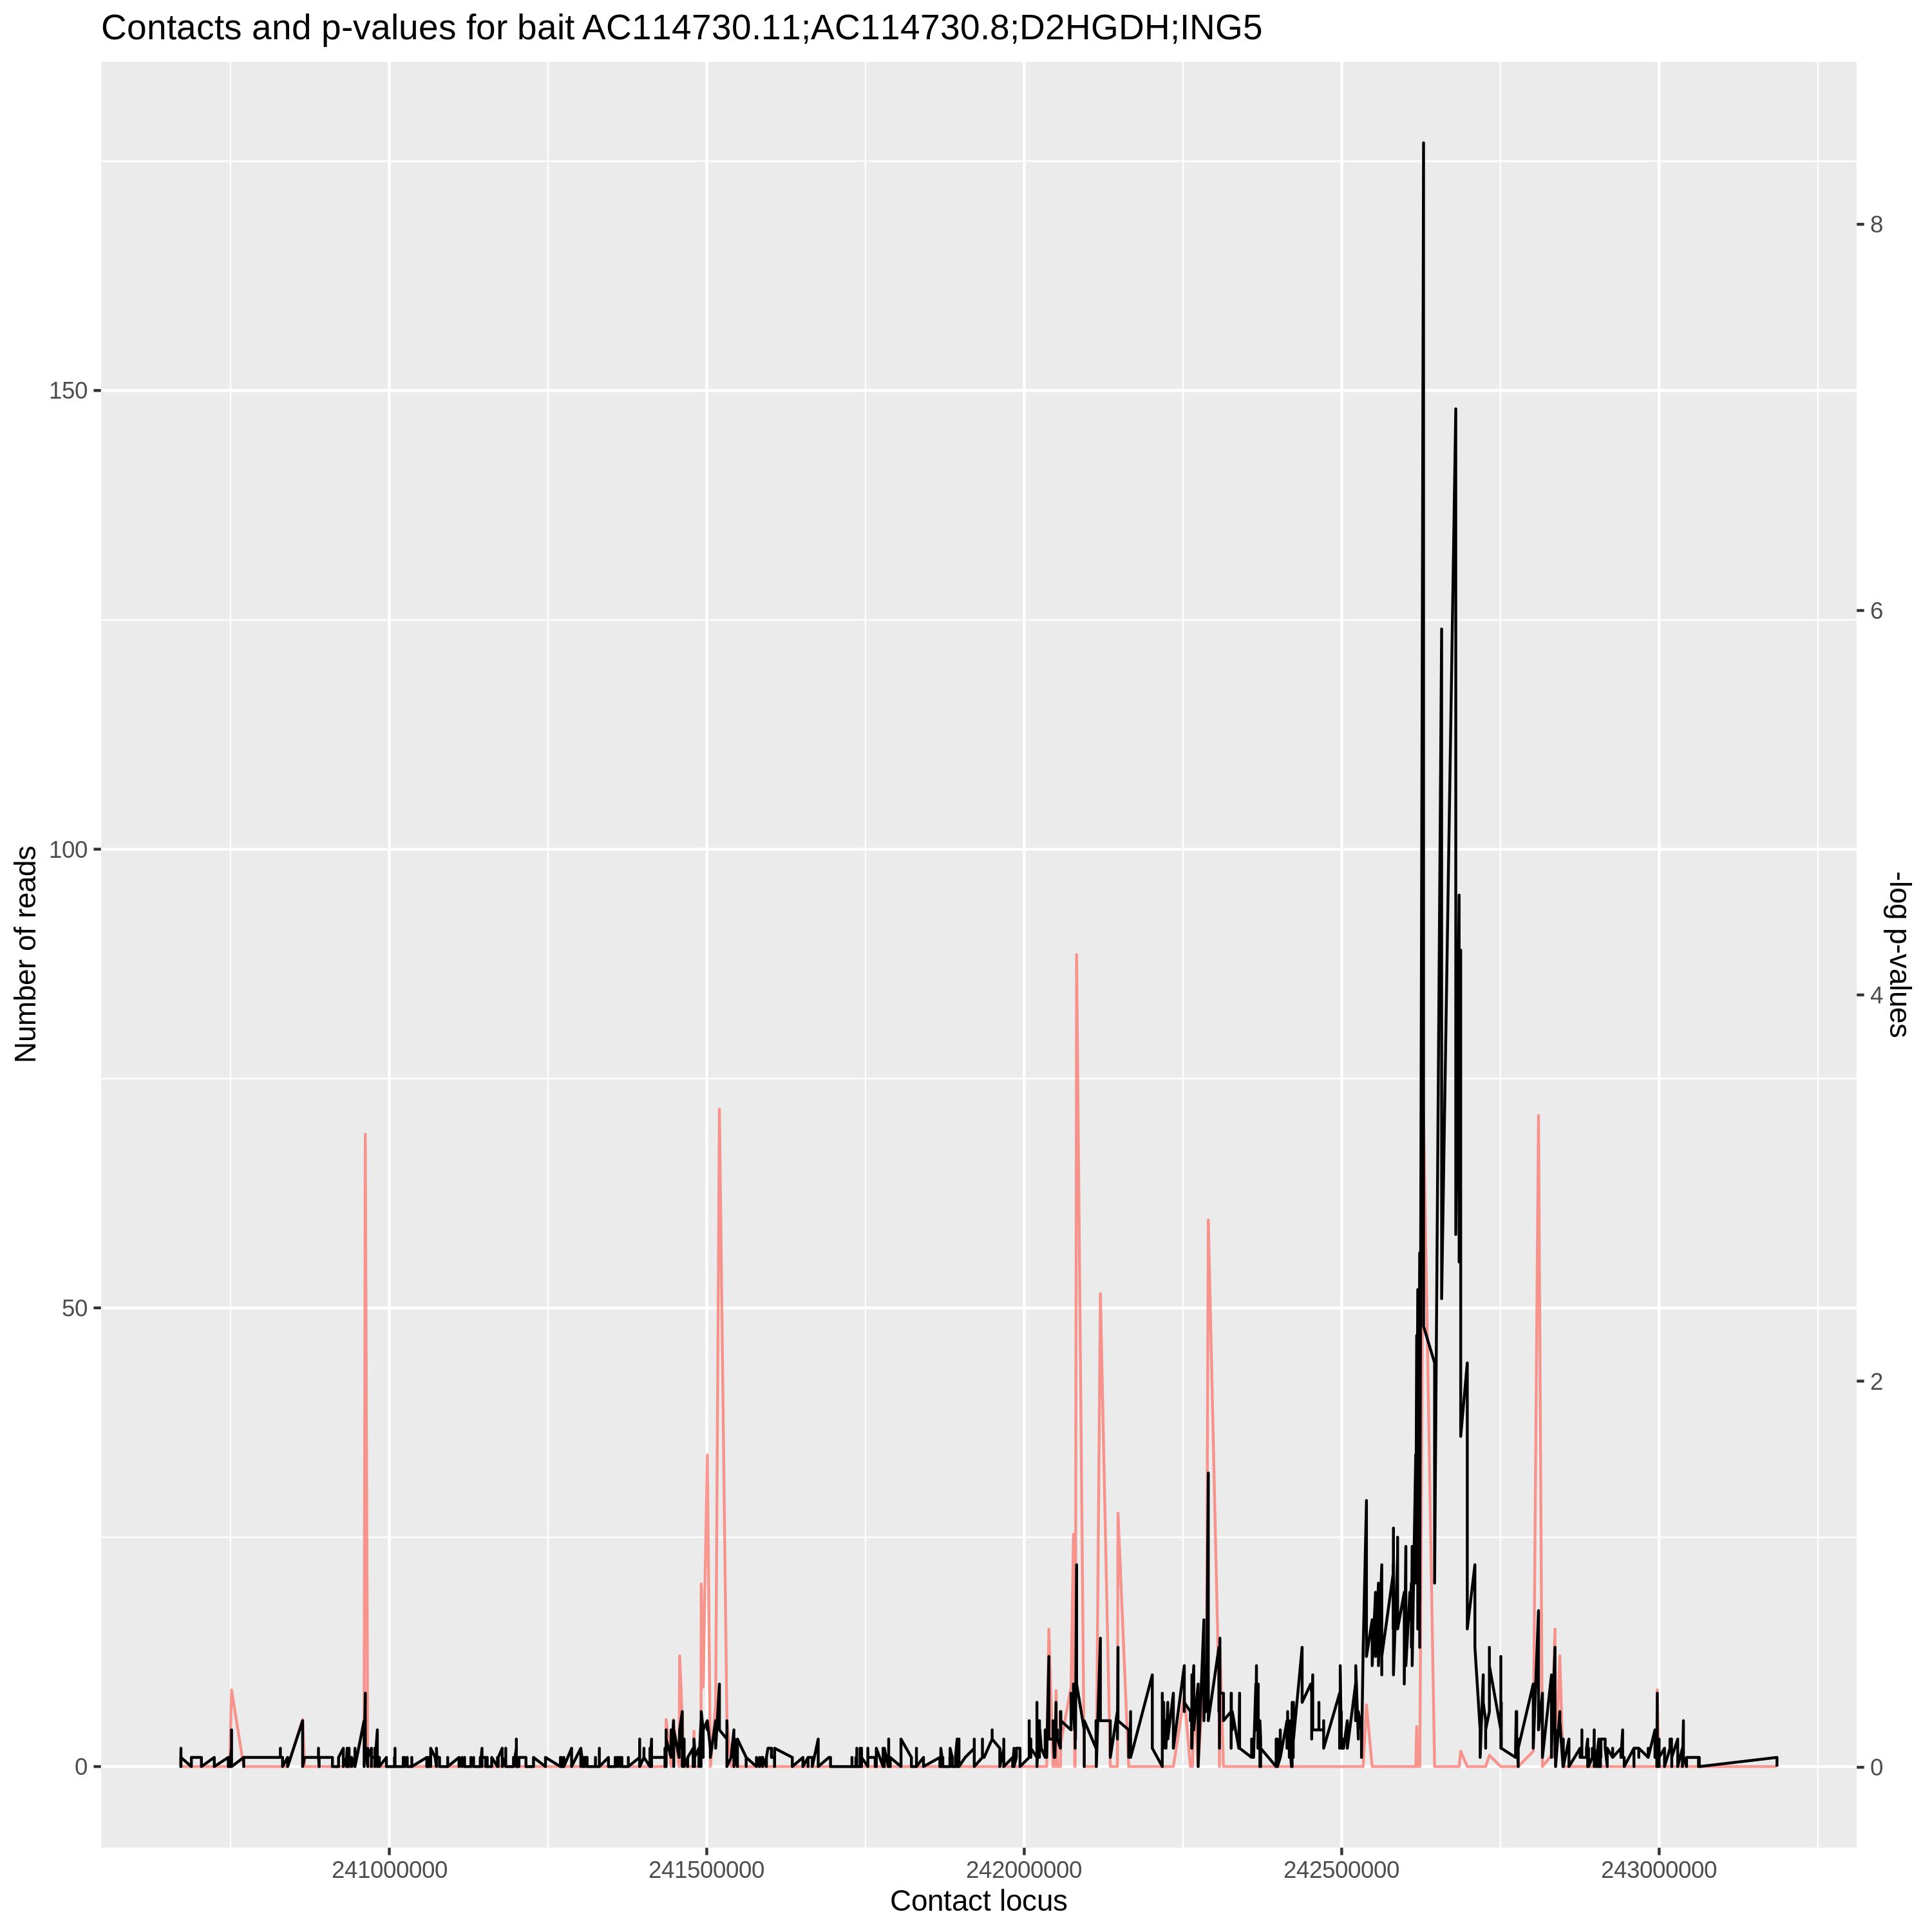 Contacts and p-values for bait AC114730.11;AC114730.8;D2HGDH;ING5
150
100
50
0
Number of reads
8
6
4
2
0
-log p-values
241000000 241500000 242000000 242500000 243000000
Contact locus